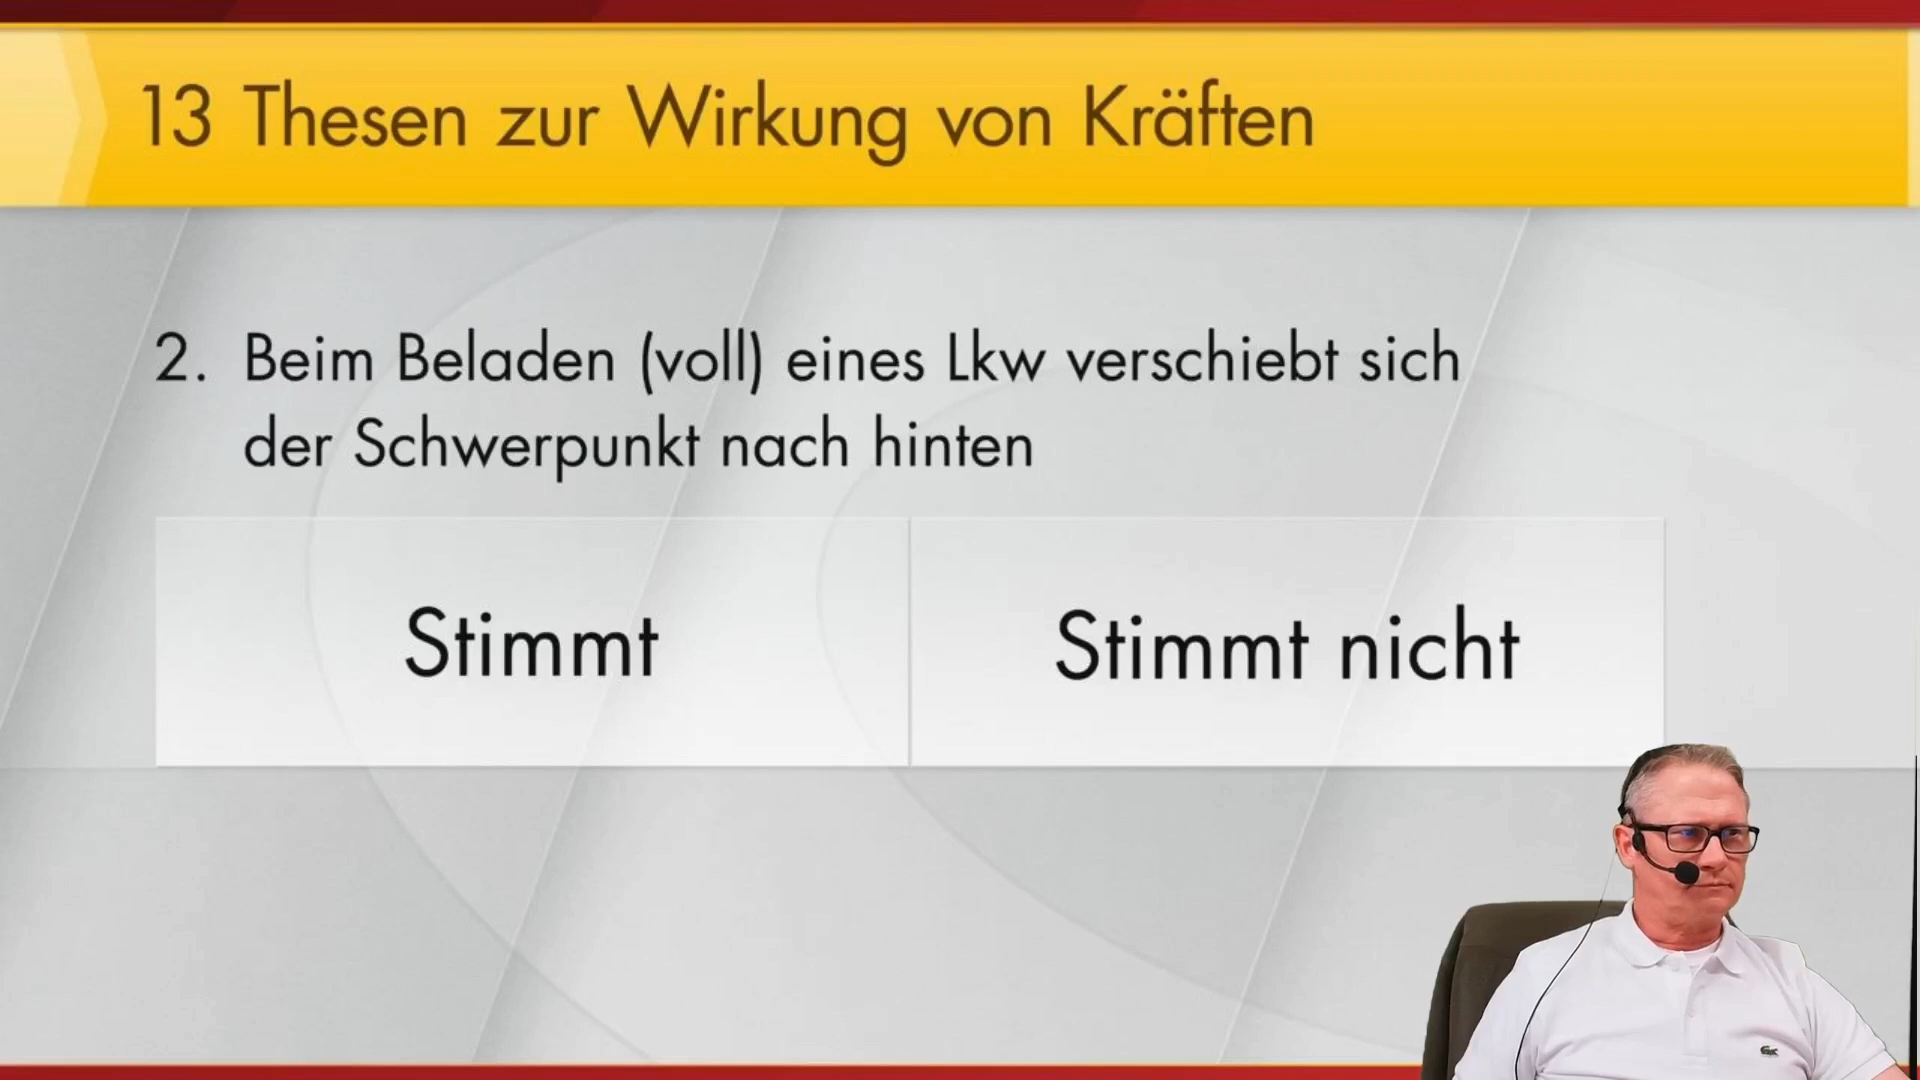 13 Thesen zur Wirkung von Kräften
2. Beim Beladen (voll) eines Lkw verschiebt sich
der Schwerpunkt nach hinten
Stimmt
Stimmt nicht